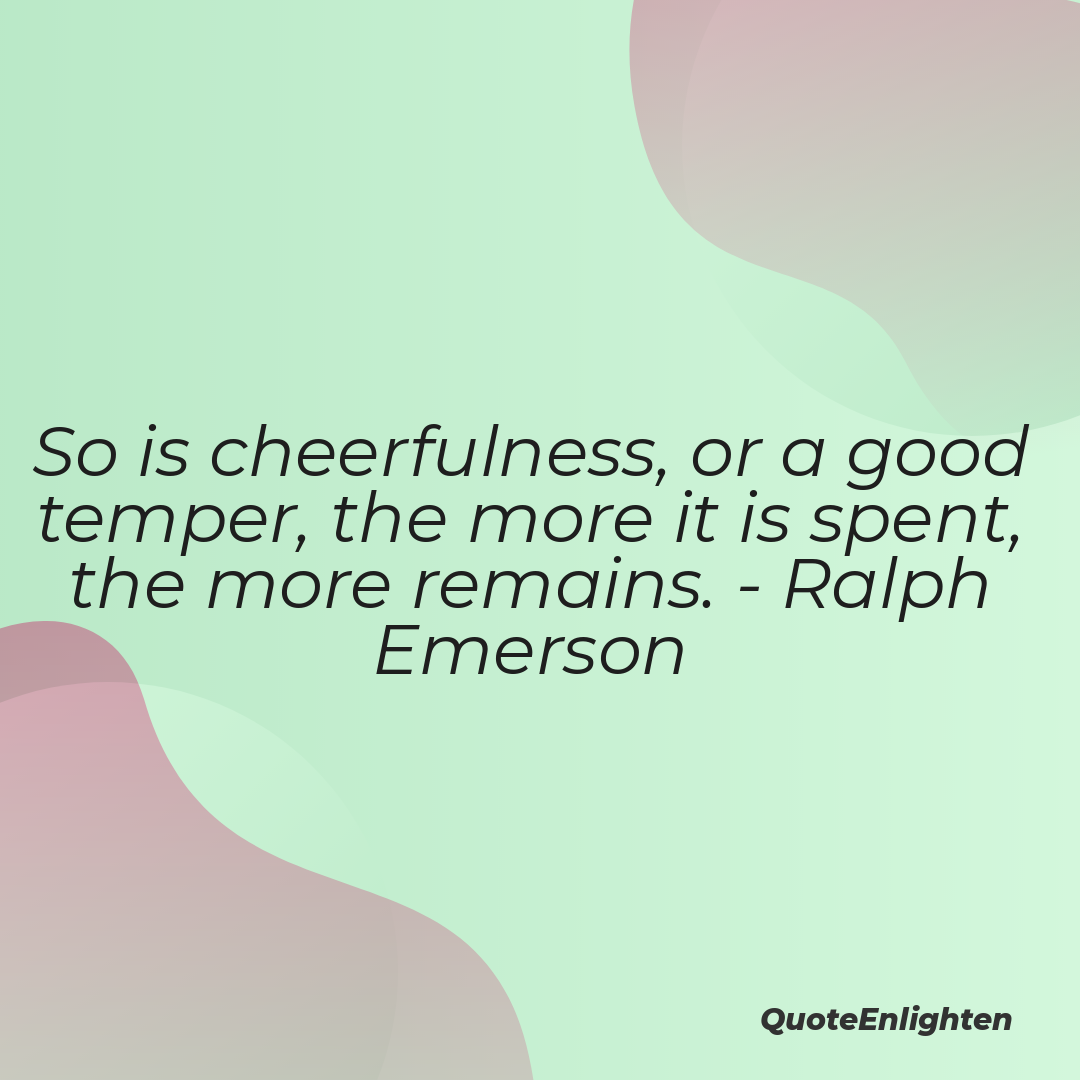 So is cheerfulness, or a good
temper, the more it is spent,
the more remains. - Ralph
Emerson
QuoteEnlighten